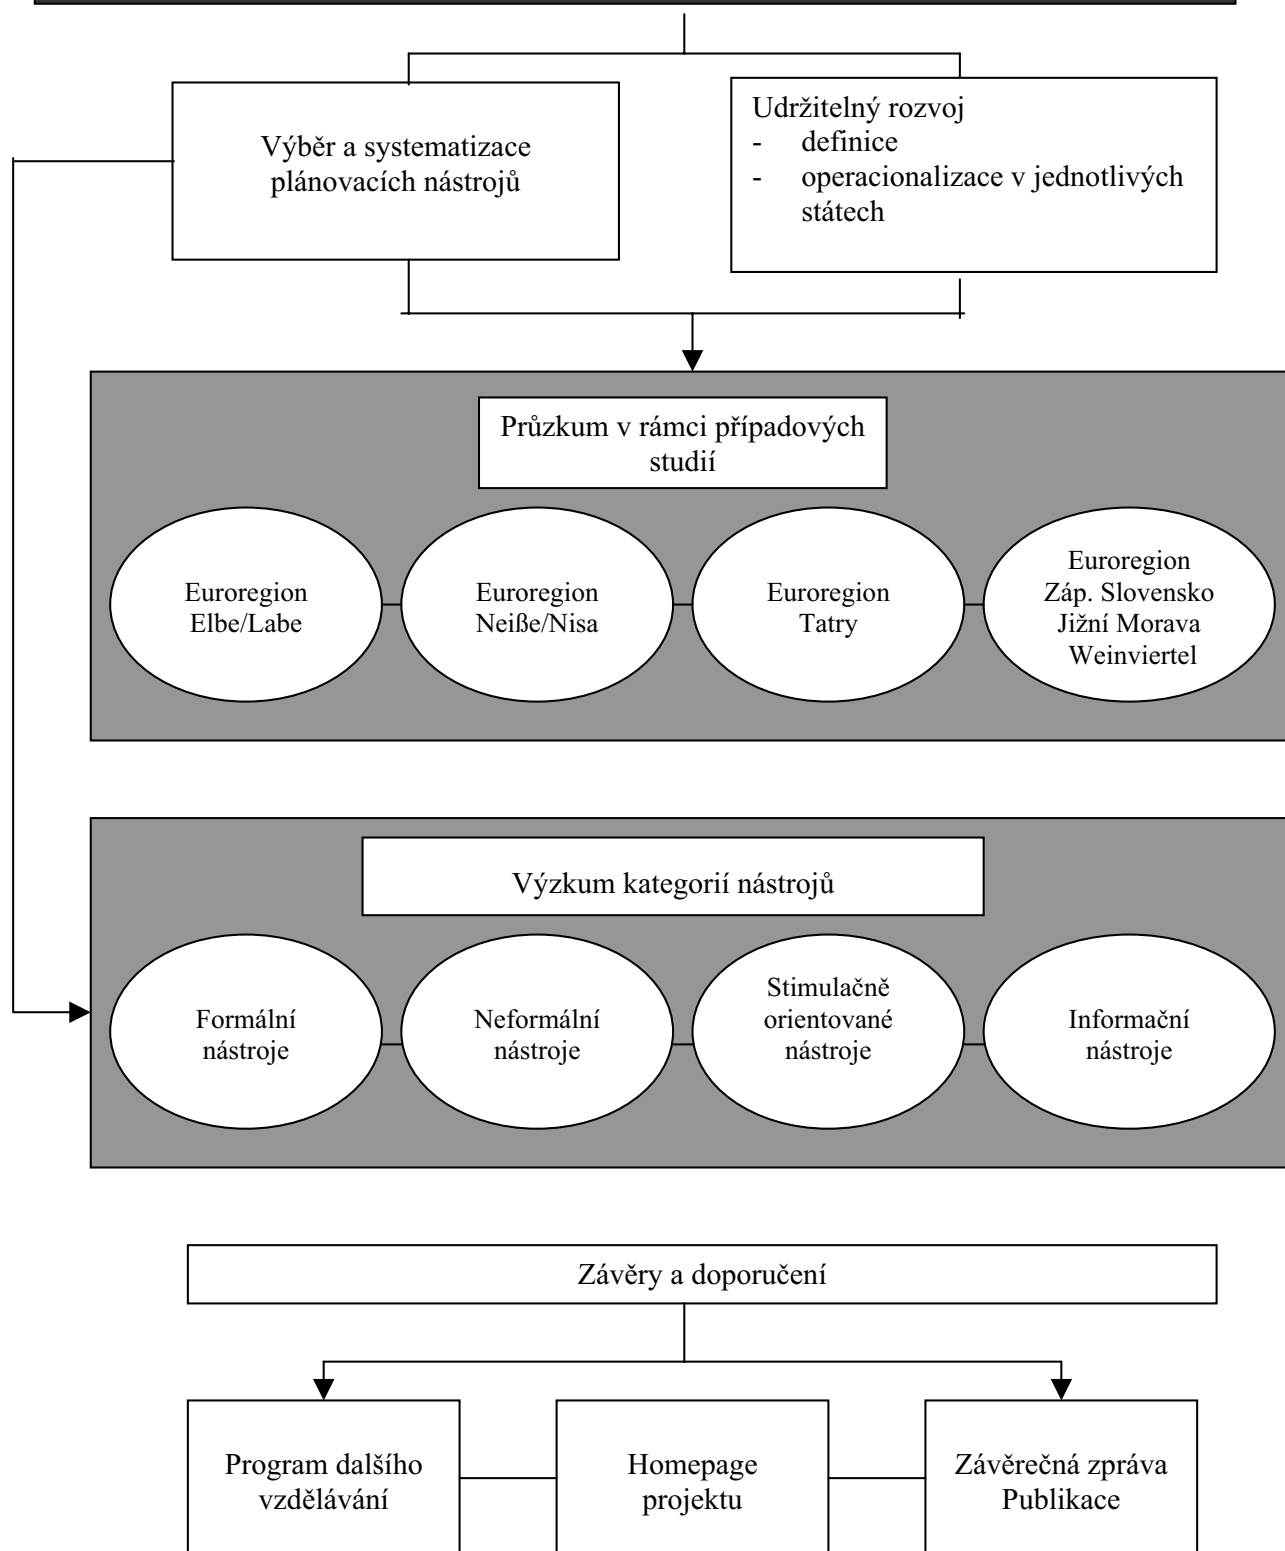 Výběr a systematizace
plánovacích nástrojů
Udržitelný rozvoj
- definice
- operacionalizace v jednotlivých
státech
Průzkum v rámci případových
studií
Euroregion
Elbe/Labe
Euroregion
Neiße/Nisa
Euroregion
Tatry
Euroregion
Záp. Slovensko
Jižní Morava
Weinviertel
Výzkum kategorií nástrojů
Formální
nástroje
Neformální
nástroje
Stimulačně
orientované
nástroje
Informační
nástroje
Závěry a doporučení
Program dalšího
vzdělávání
Homepage
projektu
Závěrečná zpráva
Publikace